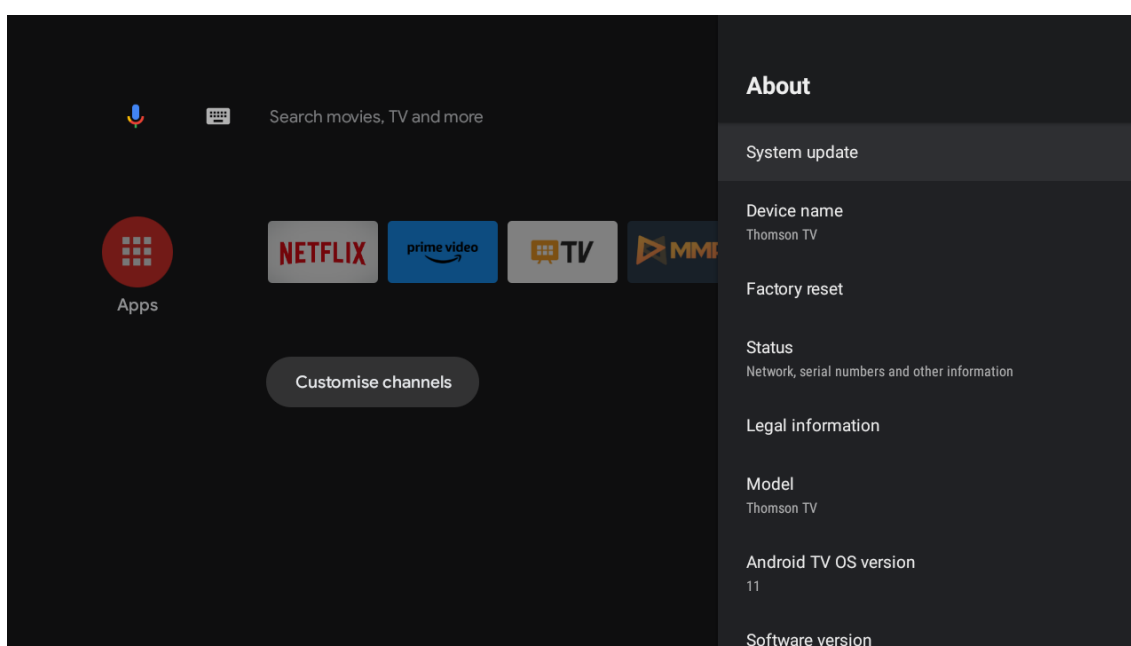 Search movies, TV and more
NETFLIX
prime video
TV
Apps
Customise channels
About
System update
Device name
Thomson TV
Factory reset
Status
Network, serial numbers and other information
Legal information
Model
Thomson TV
Android TV OS version
11
Software version